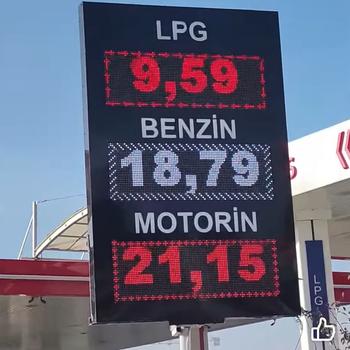 LPG
9,59
BENZİN
18,79
MOTORİN
21,15
LPG